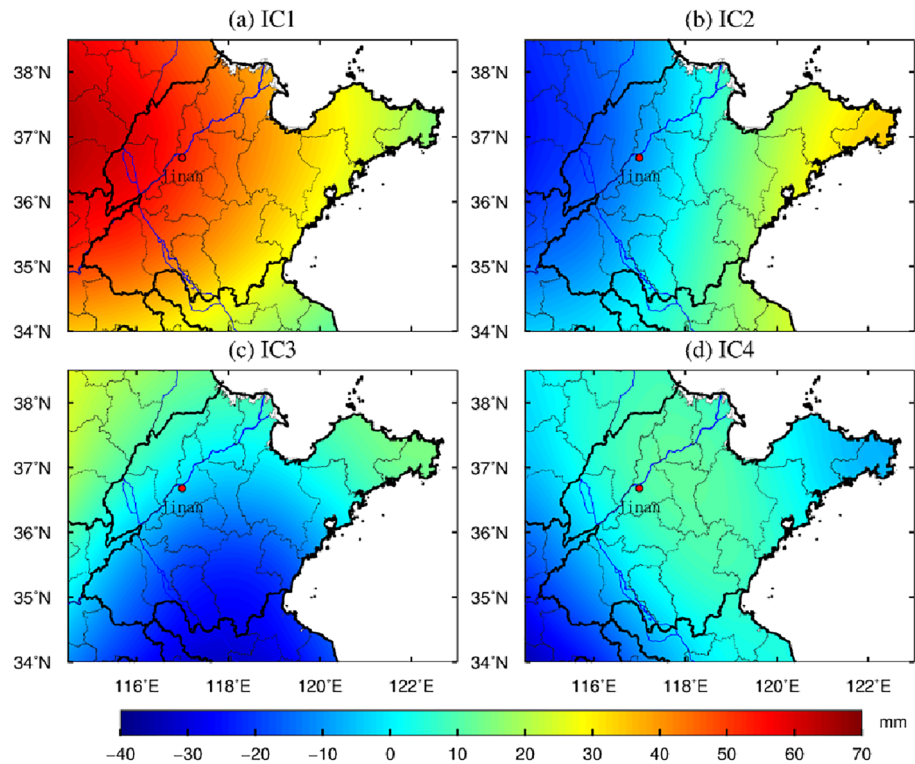 (a) IC1
(b) IC2
38°N
37°N
36°N
35°N
34°N
Jinan
38°N
37°N
36°N
35°N
34°N
Jinan
(c) IC3
(d) IC4
38°N
37°N
36°N
35°N
34°N
Jinan
116°E
118°E
120°E
122°E
38°N
37°N
36°N
35°N
34°N
Jinan
116°E
118°E
120°E
122°E
mm
−40
−30
−20
−10
0
10
20
30
40
50
60
70